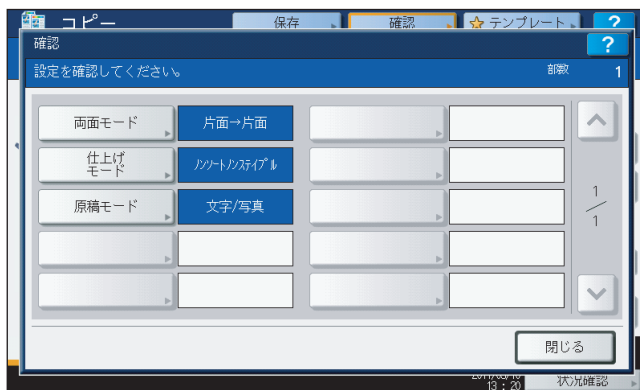 コピー
保存
確認
テンプレート
?
確認
?
設定を確認してください。
部数 1
両面モード
片面→片面
仕上げ
モード
ノンソートノンステイプル
原稿モード
文字/写真
1
1
閉じる
13 : 20
状況確認